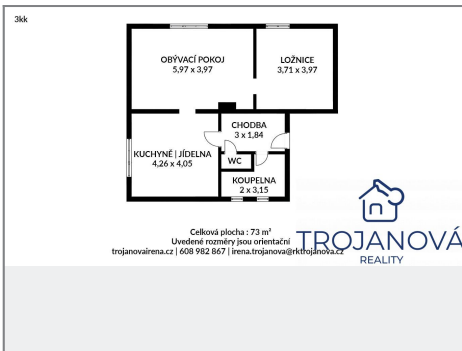 3kk
OBÝVACÍ POKOJ
5,97 x 3,97
LOŽNICE
3,71 x 3,97
CHODBA
3 x 1,84
KUCHYNĚ | JÍDELNA
4,26 x 4,05
WC
KOUPELNA
2 x 3,15
Celková plocha : 73 m²
Uvedené rozměry jsou orientační
trojanovairena.cz | 608 982 867 | irena.trojanova@rktrojanova.cz
TROJANOVÁ
REALITY